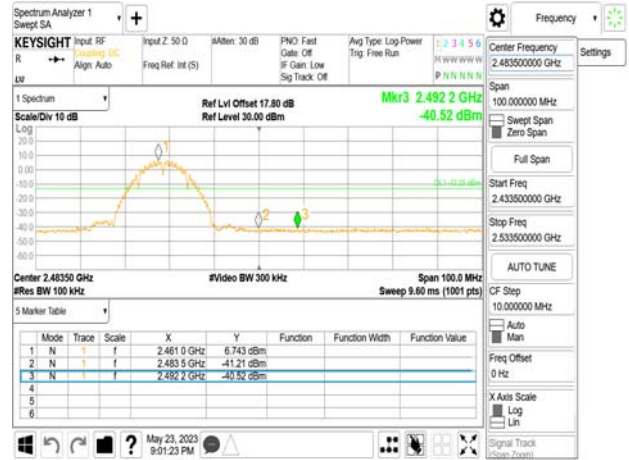 Spectrum Analyzer 1
Swept SA
KEYSIGHT
R
LV
Input: RF
Coupling: DC
Align: Auto
Input Z: 50 Ω
Freq Ref: Int (S)
#Atten: 30 dB
PNO: Fast
Gate: Off
IF Gain: Low
Sig Track: Off
Avg Type: Log-Power
Trig: Free Run
1 2 3 4 5 6
M W W W W W
P N N N N N
1 Spectrum
Scale/Div 10 dB
Ref Lvl Offset 17.80 dB
Ref Level 30.00 dBm
Mkr3 2.492 2 GHz
-40.52 dBm
Log
20.0
10.0
0.00
-10.0
-20.0
-30.0
-40.0
-50.0
-60.0
1
2
3
Center 2.48350 GHz
#Res BW 100 kHz
#Video BW 300 kHz
Span 100.0 MHz
Sweep 9.60 ms (1001 pts)
5 Marker Table
Mode Trace Scale X Y Function Function Width Function Value
1 N 1 f 2.461 0 GHz 6.743 dBm
2 N 1 f 2.483 5 GHz -41.21 dBm
3 N 1 f 2.492 2 GHz -40.52 dBm
4
5
6
?
May 23, 2023
9:01:23 PM
Frequency
Settings
Center Frequency
2.483500000 GHz
Span
100.000000 MHz
Swept Span
Zero Span
Full Span
Start Freq
2.433500000 GHz
Stop Freq
2.533500000 GHz
AUTO TUNE
CF Step
10.000000 MHz
Auto
Man
Freq Offset
0 Hz
X Axis Scale
Log
Lin
Signal Track
(Span Zoom)